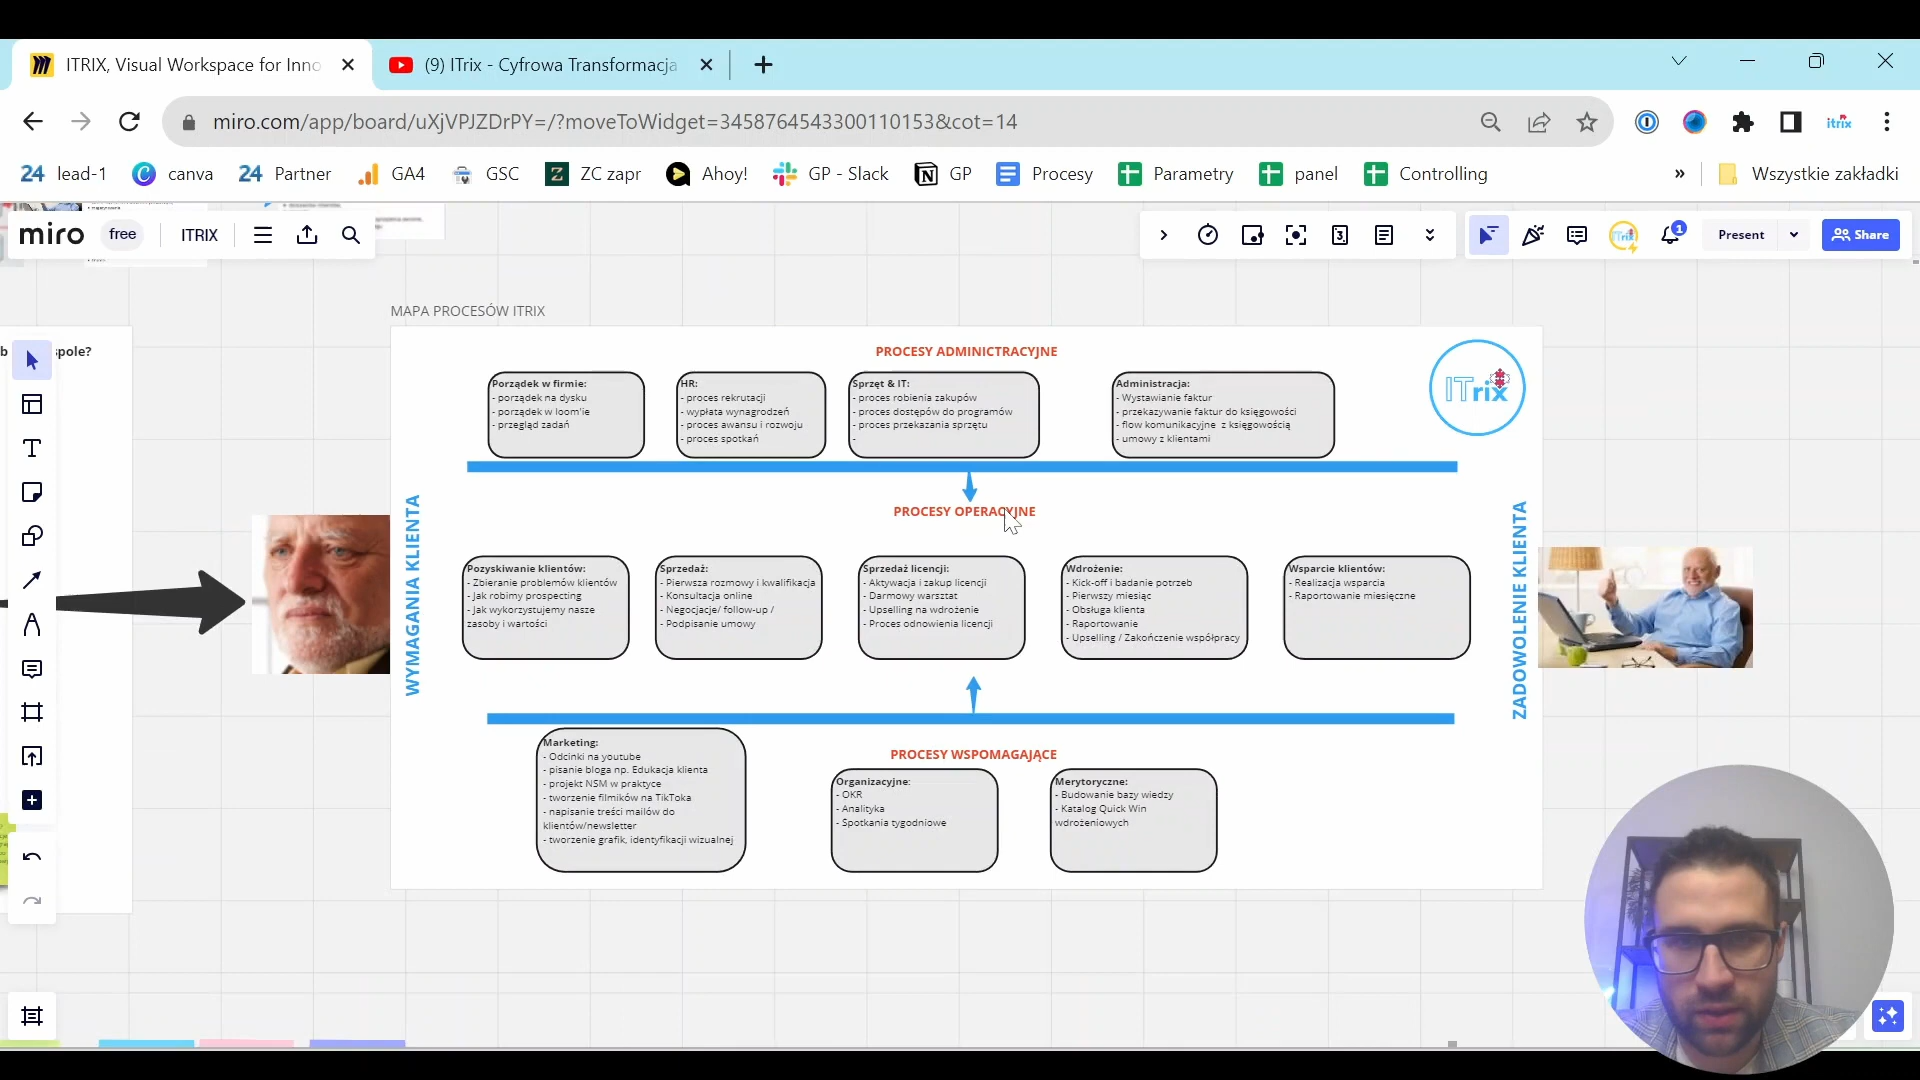 ITRIX, Visual Workspace for Inno
(9) ITrix - Cyfrowa Transformacja
miro.com/app/board/uXjVPJZDrPY=/?moveToWidget=3458764543300110153&cot=14
itrix
24 lead-1
canva
24 Partner
GA4
GSC
Z ZC zapr
Ahoy!
GP - Slack
GP
Procesy
Parametry
panel
Controlling
»
Wszystkie zakładki
miro
free
ITRIX
Present
Share
1
MAPA PROCESÓW ITRIX
spole?
PROCESY ADMINICTRACYJNE
Porządek w firmie:
- porządek na dysku
- porządek w loom'ie
- przegląd zadań
HR:
- proces rekrutacji
- wypłata wynagrodzeń
- proces awansu i rozwoju
- proces spotkań
Sprzęt & IT:
- proces robienia zakupów
- proces dostępów do programów
- proces przekazania sprzętu
-
Administracja:
- Wystawianie faktur
- przekazywanie faktur do księgowości
- flow komunikacyjne z księgowością
- umowy z klientami
ITrix
WYMAGANIA KLIENTA
PROCESY OPERACYJNE
Pozyskiwanie klientów:
- Zbieranie problemów klientów
- Jak robimy prospecting
- Jak wykorzystujemy nasze
zasoby i wartości
Sprzedaż:
- Pierwsza rozmowy i kwalifikacja
- Konsultacja online
- Negocjacje/ follow-up /
- Podpisanie umowy
Sprzedaż licencji:
- Aktywacja i zakup licencji
- Darmowy warsztat
- Upselling na wdrożenie
- Proces odnowienia licencji
Wdrożenie:
- Kick-off i badanie potrzeb
- Pierwszy miesiąc
- Obsługa klienta
- Raportowanie
- Upselling / Zakończenie współpracy
Wsparcie klientów:
- Realizacja wsparcia
- Raportowanie miesięczne
ZADOWOLENIE KLIENTA
PROCESY WSPOMAGAJĄCE
Marketing:
- Odcinki na youtube
- pisanie bloga np. Edukacja klienta
- projekt NSM w praktyce
- tworzenie filmików na TikToka
- napisanie treści mailów do
klientów/newsletter
- tworzenie grafik, identyfikacji wizualnej
Organizacyjne:
- OKR
- Analityka
- Spotkania tygodniowe
Merytoryczne:
- Budowanie bazy wiedzy
- Katalog Quick Win
wdrożeniowych